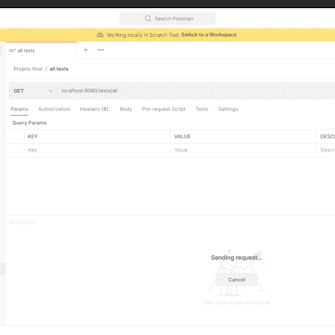 Search Postman
Working locally in Scratch Pad. Switch to a Workspace
GET all texts
Projeto final / all texts
GET localhost:8080/texts/all
Params Authorization Headers (8) Body Pre-request Script Tests Settings
Query Params
KEY VALUE DESCR
Key Value Descr
Response
Sending request...
Cancel
Click Send to get a response